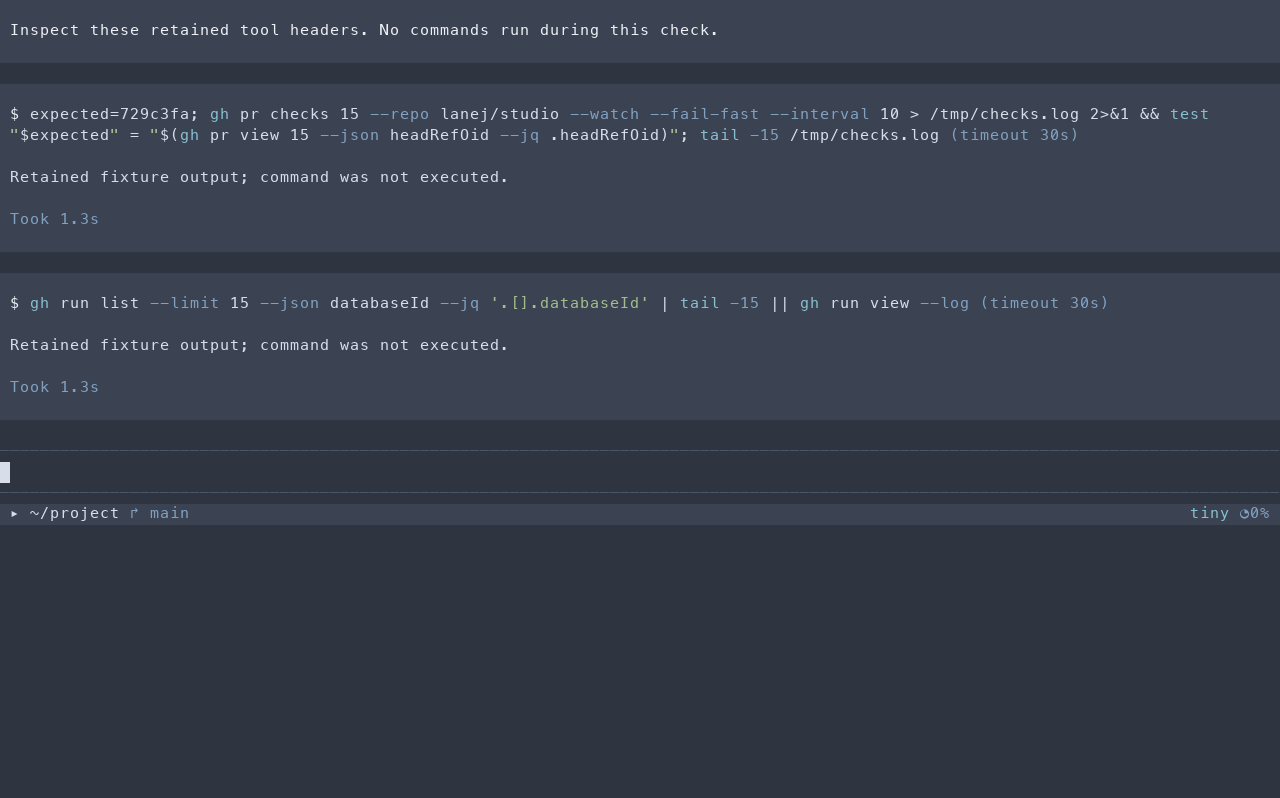 Inspect these retained tool headers. No commands run during this check.
$ expected=729c3fa; gh pr checks 15 --repo lanej/studio --watch --fail-fast --interval 10 > /tmp/checks.log 2>&1 && test
"$expected" = "$(gh pr view 15 --json headRefOid --jq .headRefOid)"; tail -15 /tmp/checks.log (timeout 30s)
Retained fixture output; command was not executed.
Took 1.3s
$ gh run list --limit 15 --json databaseId --jq '.[].databaseId' | tail -15 || gh run view --log (timeout 30s)
Retained fixture output; command was not executed.
Took 1.3s
▸ ~/project ↱ main tiny ◔0%